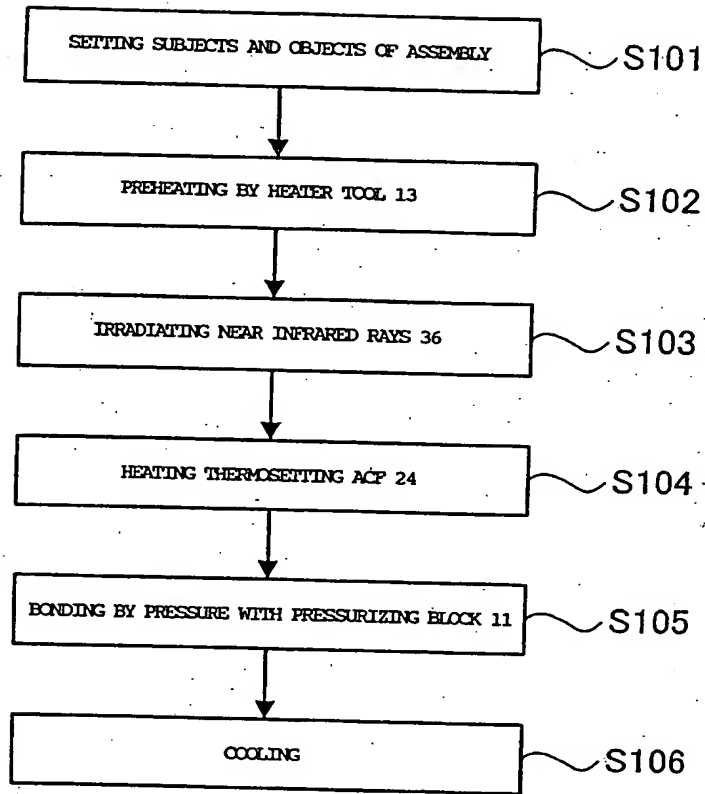 SETTING SUBJECTS AND OBJECTS OF ASSEMBLY S101
PREHEATING BY HEATER TOOL 13 S102
IRRADIATING NEAR INFRARED RAYS 36 S103
HEATING THERMOSETTING ACF 24 S104
BONDING BY PRESSURE WITH PRESSURIZING BLOCK 11 S105
COOLING S106